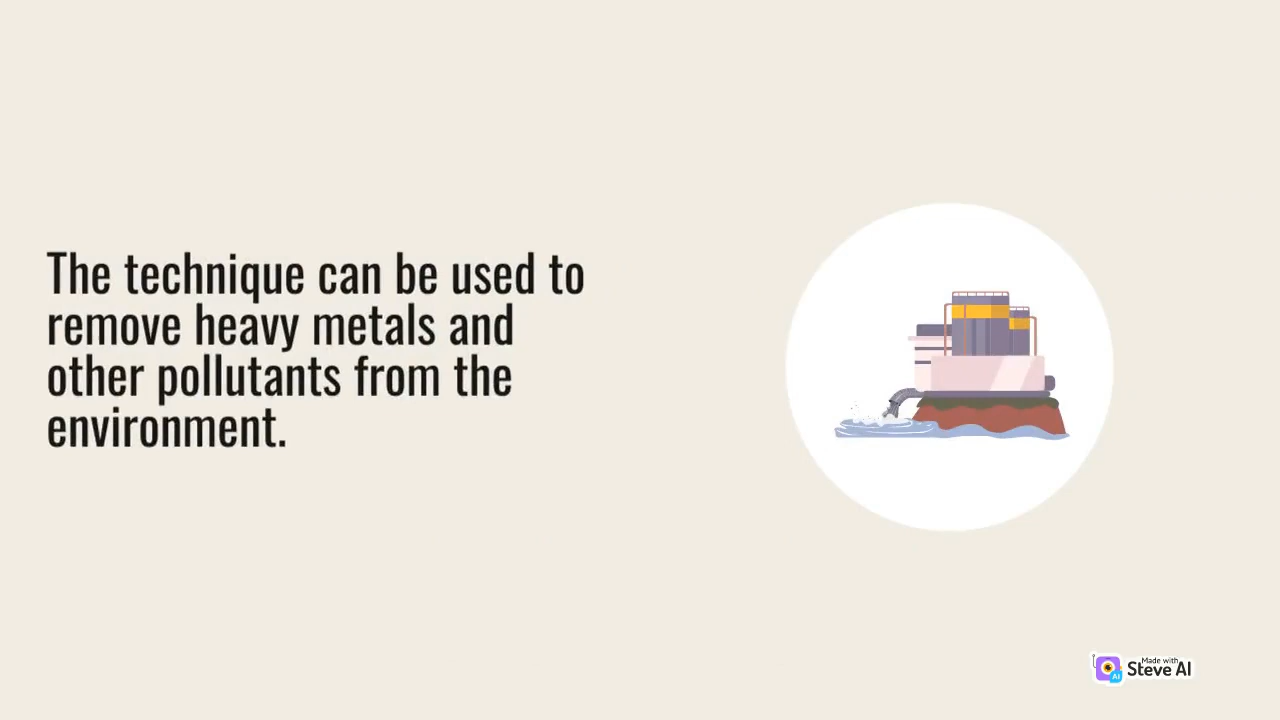 The technique can be used to
remove heavy metals and
other pollutants from the
environment.
Made with
Steve AI
AI